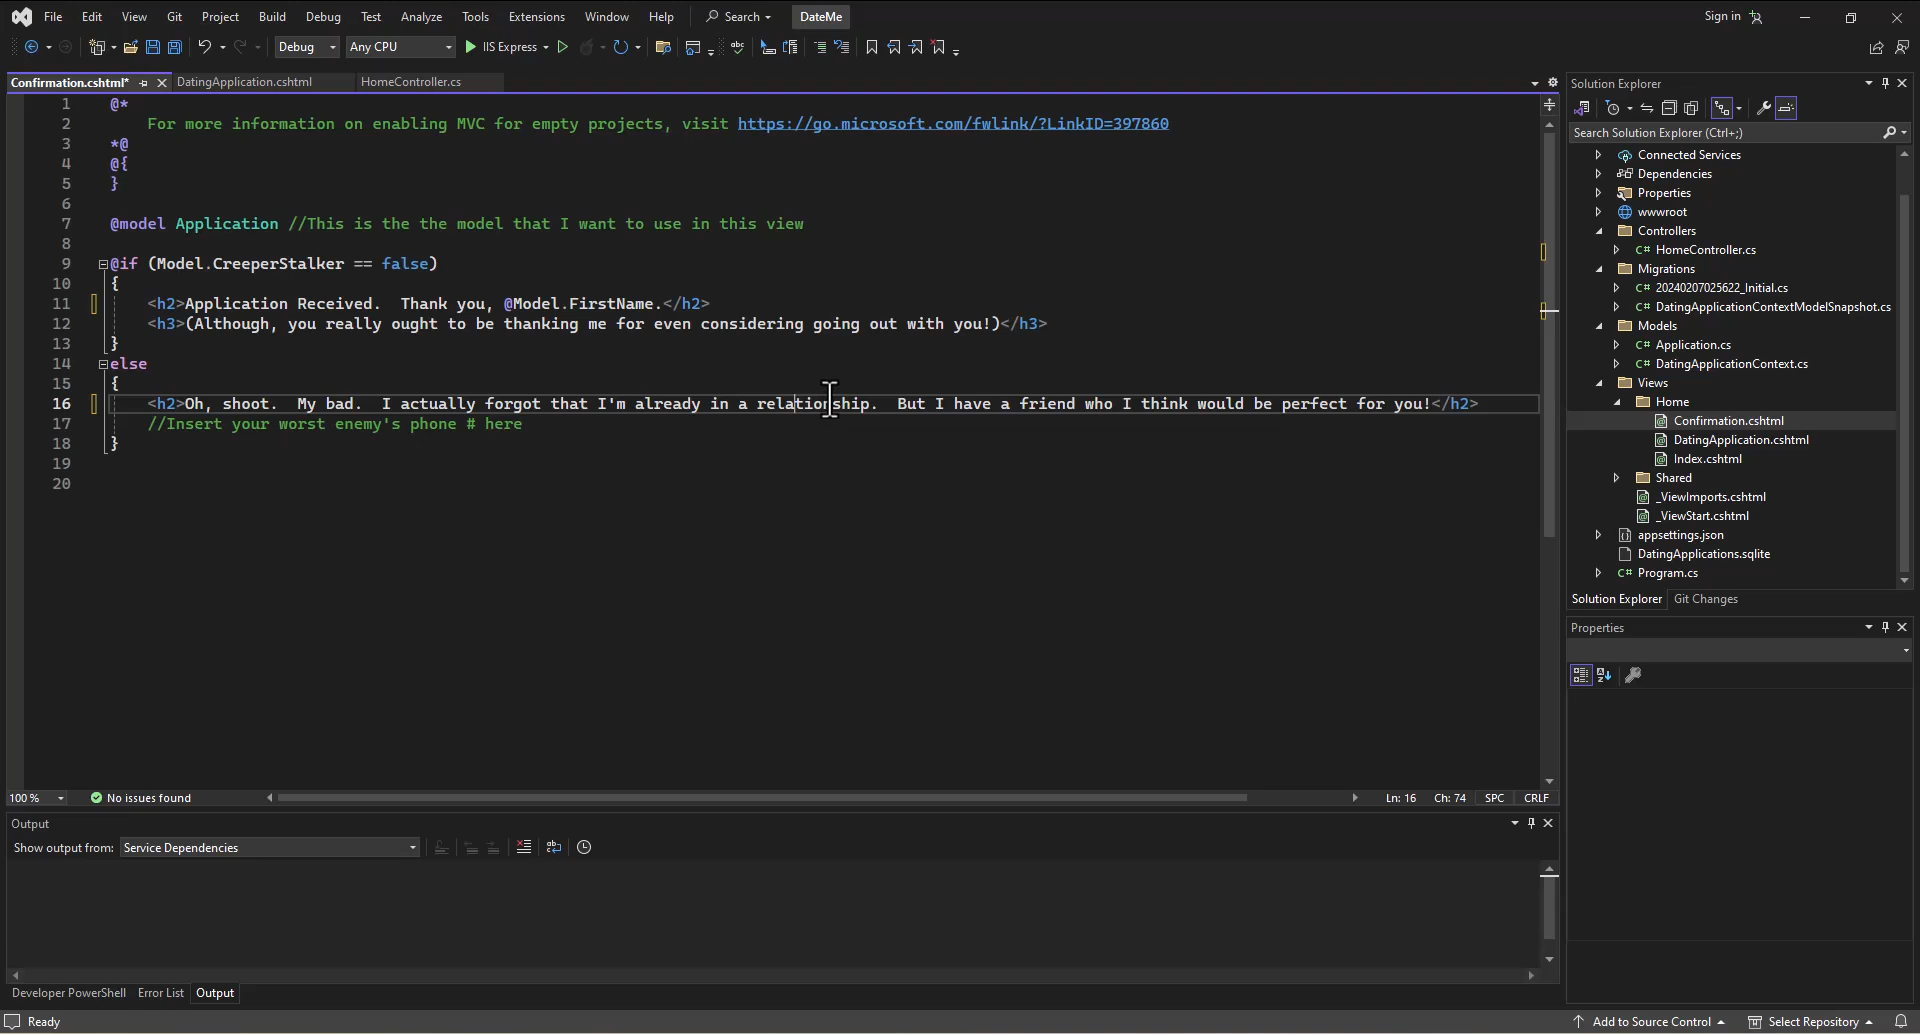 File Edit View Git Project Build Debug Test Analyze Tools Extensions Window Help Search DateMe Sign in
Debug Any CPU IIS Express
Confirmation.cshtml* DatingApplication.cshtml HomeController.cs
1 @*
2 For more information on enabling MVC for empty projects, visit https://go.microsoft.com/fwlink/?LinkID=397860
3 *@
4 @{
5 }
6
7 @model Application //This is the the model that I want to use in this view
8
9 @if (Model.CreeperStalker == false)
10 {
11 <h2>Application Received.  Thank you, @Model.FirstName.</h2>
12 <h3>(Although, you really ought to be thanking me for even considering going out with you!)</h3>
13 }
14 else
15 {
16 <h2>Oh, shoot.  My bad.  I actually forgot that I'm already in a relationship.  But I have a friend who I think would be perfect for you!</h2>
17 //Insert your worst enemy's phone # here
18 }
19
20
100 % No issues found Ln: 16 Ch: 74 SPC CRLF
Output
Show output from: Service Dependencies
Developer PowerShell Error List Output
Solution Explorer
Search Solution Explorer (Ctrl+;)
Connected Services
Dependencies
Properties
wwwroot
Controllers
C# HomeController.cs
Migrations
C# 20240207025622_Initial.cs
C# DatingApplicationContextModelSnapshot.cs
Models
C# Application.cs
C# DatingApplicationContext.cs
Views
Home
Confirmation.cshtml
DatingApplication.cshtml
Index.cshtml
Shared
_ViewImports.cshtml
_ViewStart.cshtml
appsettings.json
DatingApplications.sqlite
C# Program.cs
Solution Explorer Git Changes
Properties
Ready Add to Source Control Select Repository